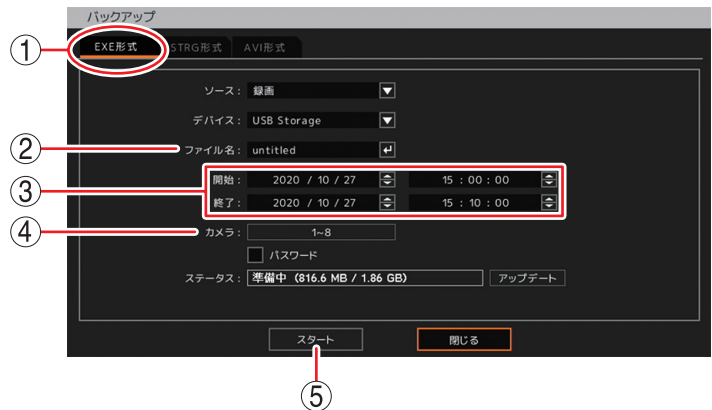 バックアップ
① EXE形式 STRG形式 AVI形式
ソース : 録画
デバイス : USB Storage
② ファイル名 : untitled
③ 開始 : 2020 / 10 / 27 15 : 00 : 00
終了 : 2020 / 10 / 27 15 : 10 : 00
④ カメラ : 1~8
パスワード
ステータス : 準備中 (816.6 MB / 1.86 GB) アップデート
スタート 閉じる
⑤